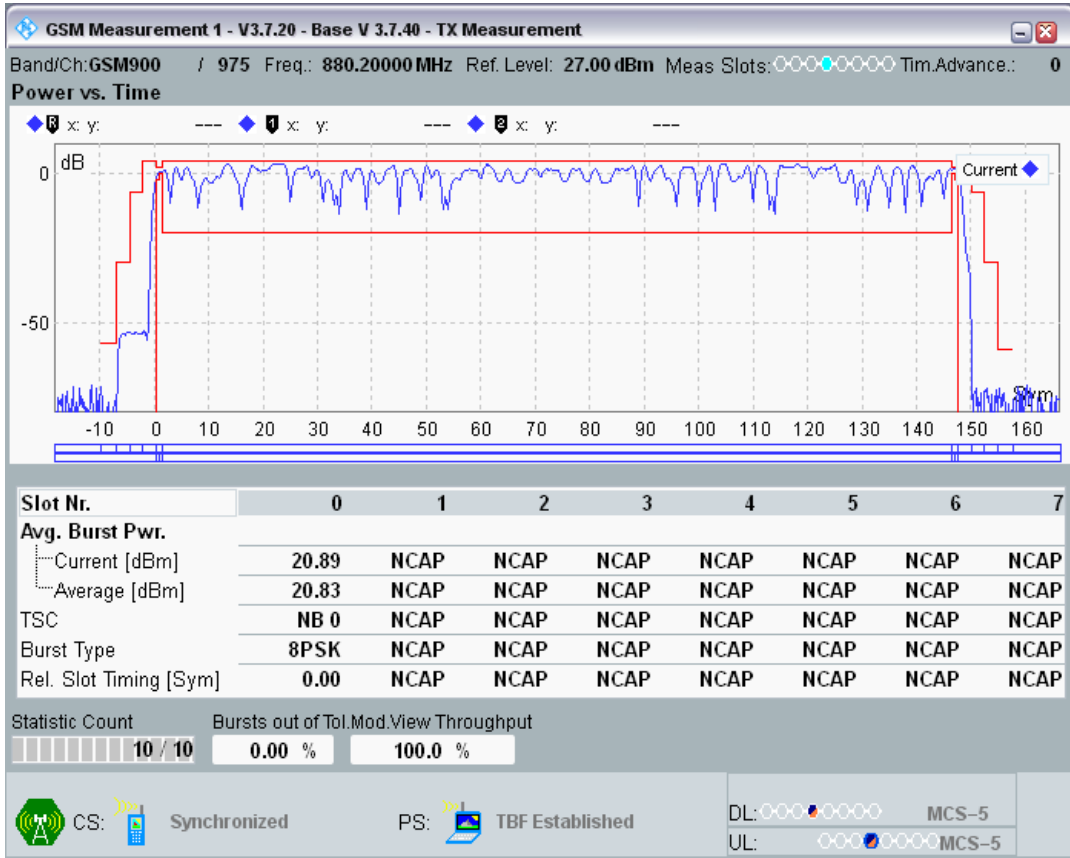 GSM Measurement 1 - V3.7.20 - Base V 3.7.40 - TX Measurement
Band/Ch:GSM900 / 975 Freq.: 880.20000 MHz Ref. Level: 27.00 dBm Meas Slots: Tim.Advance.: 0
Power vs. Time
R x: y: --- 1 x: y: --- 2 x: y: ---
dB
Current
0
-50
Sym
-10 0 10 20 30 40 50 60 70 80 90 100 110 120 130 140 150 160
Slot Nr. 0 1 2 3 4 5 6 7
Avg. Burst Pwr.
Current [dBm] 20.89 NCAP NCAP NCAP NCAP NCAP NCAP NCAP
Average [dBm] 20.83 NCAP NCAP NCAP NCAP NCAP NCAP NCAP
TSC NB 0 NCAP NCAP NCAP NCAP NCAP NCAP NCAP
Burst Type 8PSK NCAP NCAP NCAP NCAP NCAP NCAP NCAP
Rel. Slot Timing [Sym] 0.00 NCAP NCAP NCAP NCAP NCAP NCAP NCAP
Statistic Count Bursts out of Tol.Mod.View Throughput
10 / 10 0.00 % 100.0 %
CS: Synchronized PS: TBF Established
DL: MCS-5
UL: MCS-5